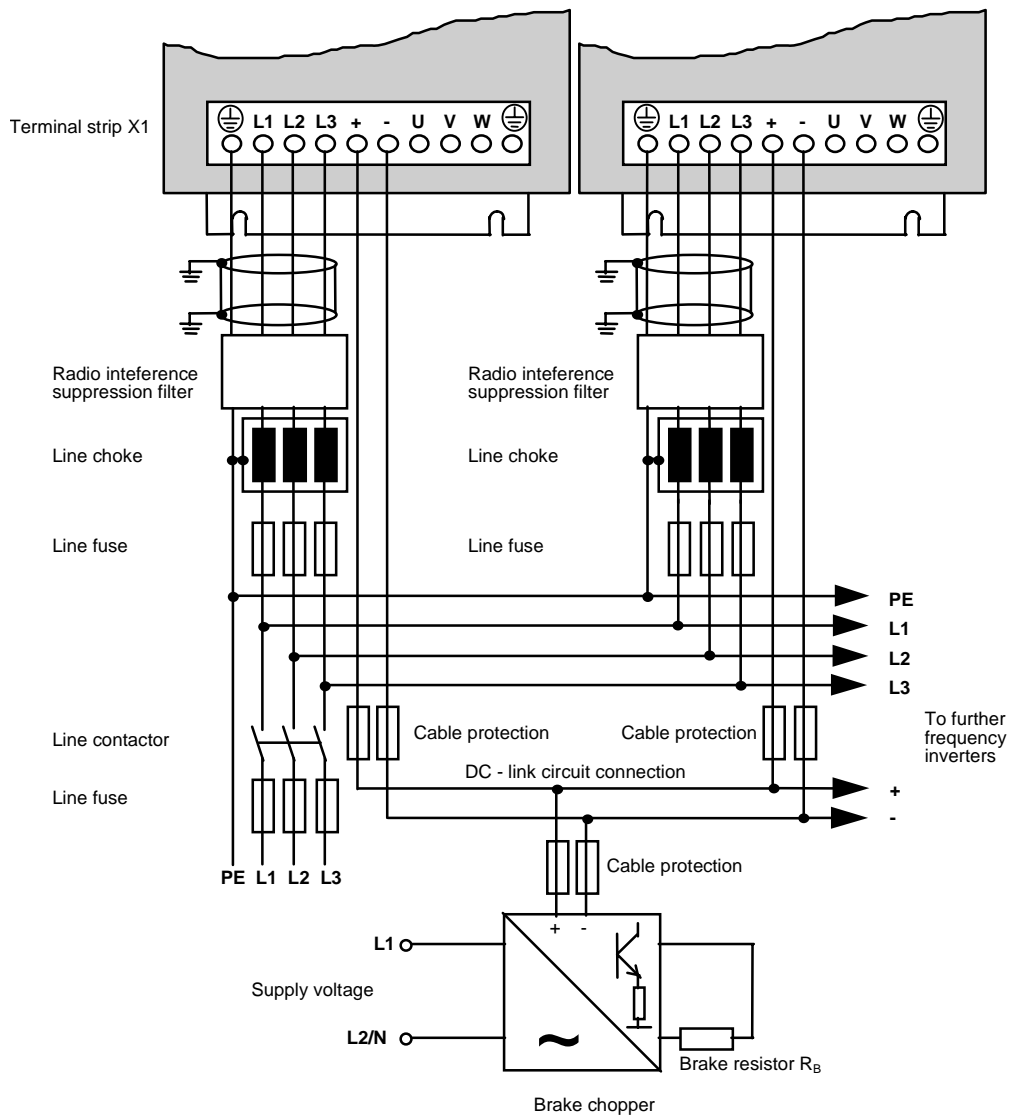 L1 L2 L3 + - U V W
L1 L2 L3 + - U V W
Terminal strip X1
Radio inteference
suppression filter
Radio inteference
suppression filter
Line choke
Line choke
Line fuse
Line fuse
PE
L1
L2
L3
Line contactor
Cable protection
Cable protection
To further
frequency
inverters
DC - link circuit connection
Line fuse
+
-
PE L1 L2 L3
Cable protection
+ -
L1
Supply voltage
L2/N
~
Brake resistor RB
Brake chopper